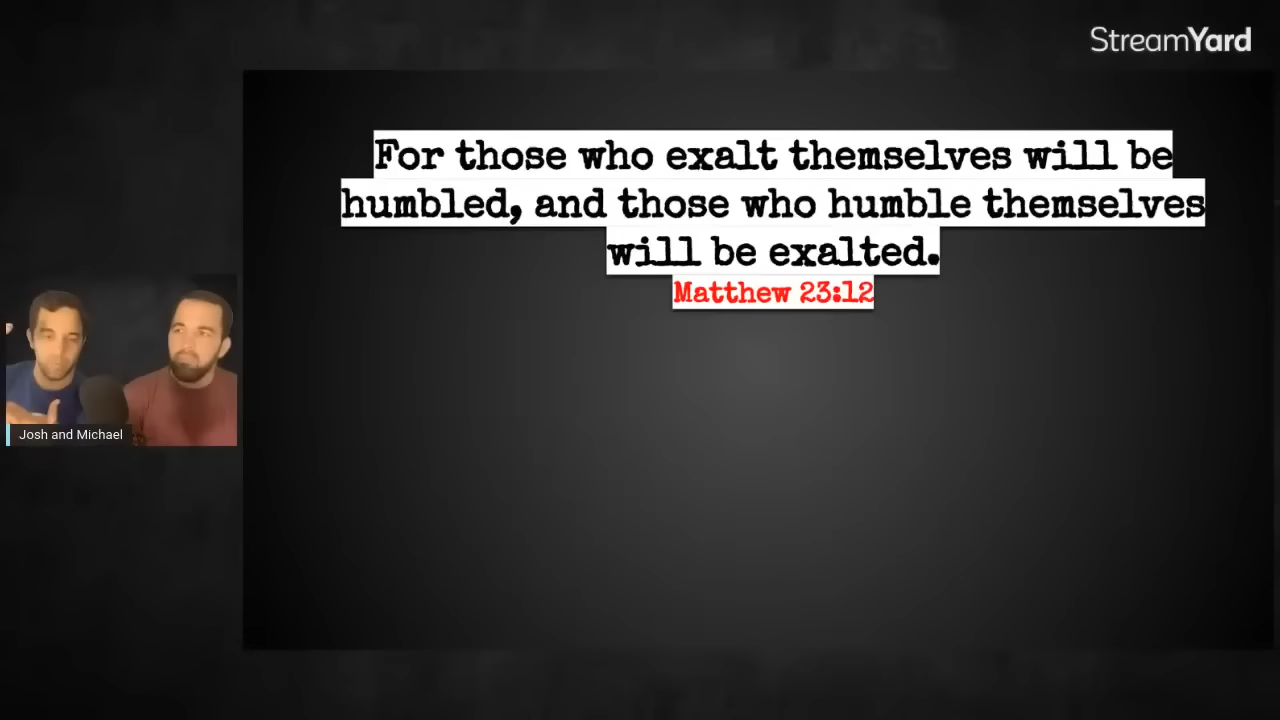 StreamYard
For those who exalt themselves will be
humbled, and those who humble themselves
will be exalted.
Matthew 23:12
Josh and Michael